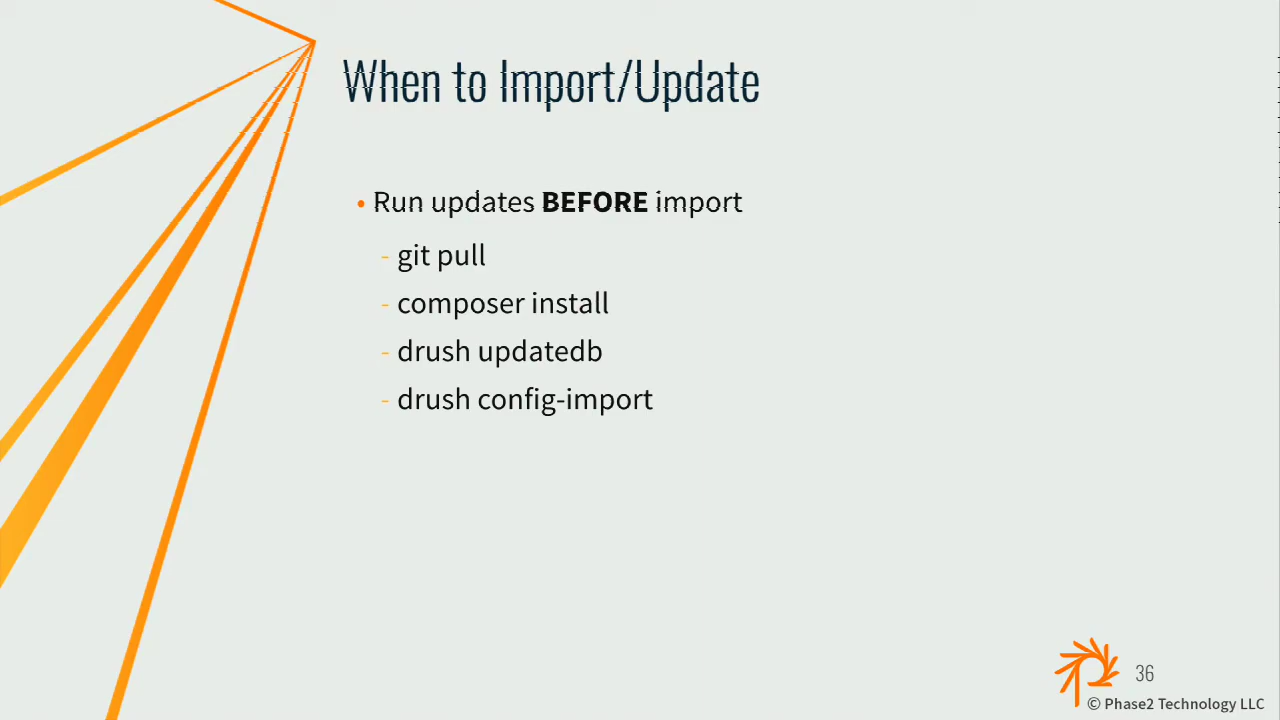 When to Import/Update
• Run updates BEFORE import
- git pull
- composer install
- drush updatedb
- drush config-import
36
© Phase2 Technology LLC